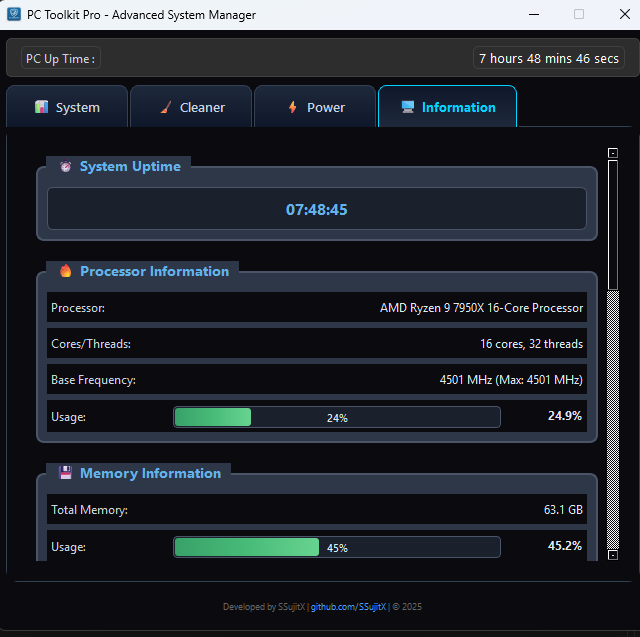 PC Toolkit Pro - Advanced System Manager
PC Up Time : 7 hours 48 mins 46 secs
System Cleaner Power Information
System Uptime
07:48:45
Processor Information
Processor: AMD Ryzen 9 7950X 16-Core Processor
Cores/Threads: 16 cores, 32 threads
Base Frequency: 4501 MHz (Max: 4501 MHz)
Usage: 24% 24.9%
Memory Information
Total Memory: 63.1 GB
Usage: 45% 45.2%
Developed by SSujitX | github.com/SSujitX | © 2025